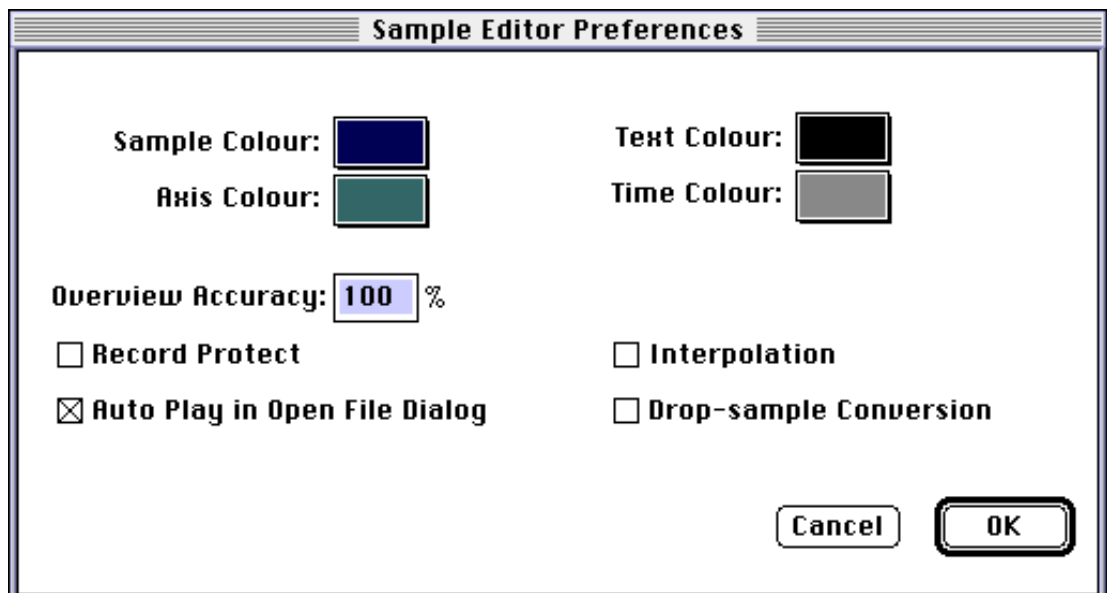 Sample Editor Preferences
Sample Colour:
Text Colour:
Axis Colour:
Time Colour:
Overview Accuracy: 100 %
Record Protect
Interpolation
Auto Play in Open File Dialog
Drop-sample Conversion
Cancel
OK